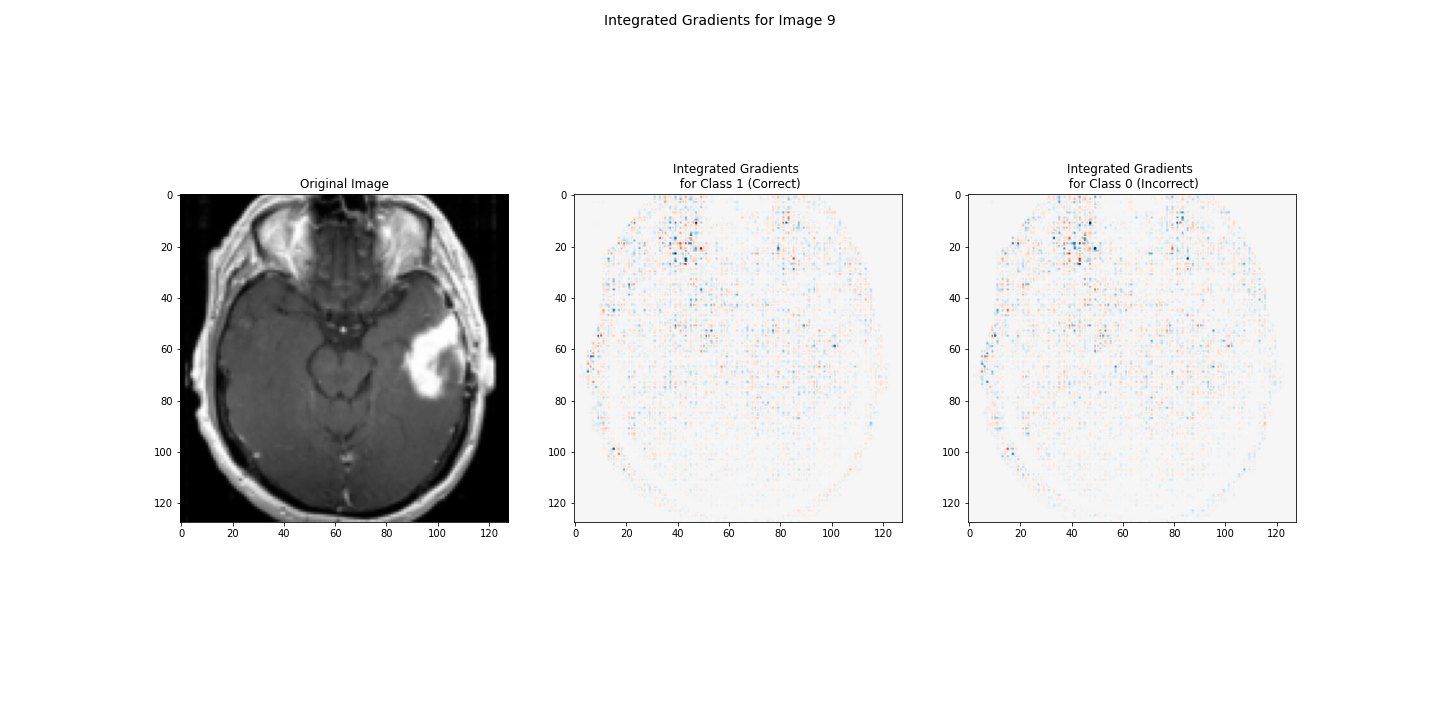 Integrated Gradients for Image 9
Original Image
0
20
40
60
80
100
120
0 20 40 60 80 100 120
Integrated Gradients
for Class 1 (Correct)
0
20
40
60
80
100
120
0 20 40 60 80 100 120
Integrated Gradients
for Class 0 (Incorrect)
0
20
40
60
80
100
120
0 20 40 60 80 100 120